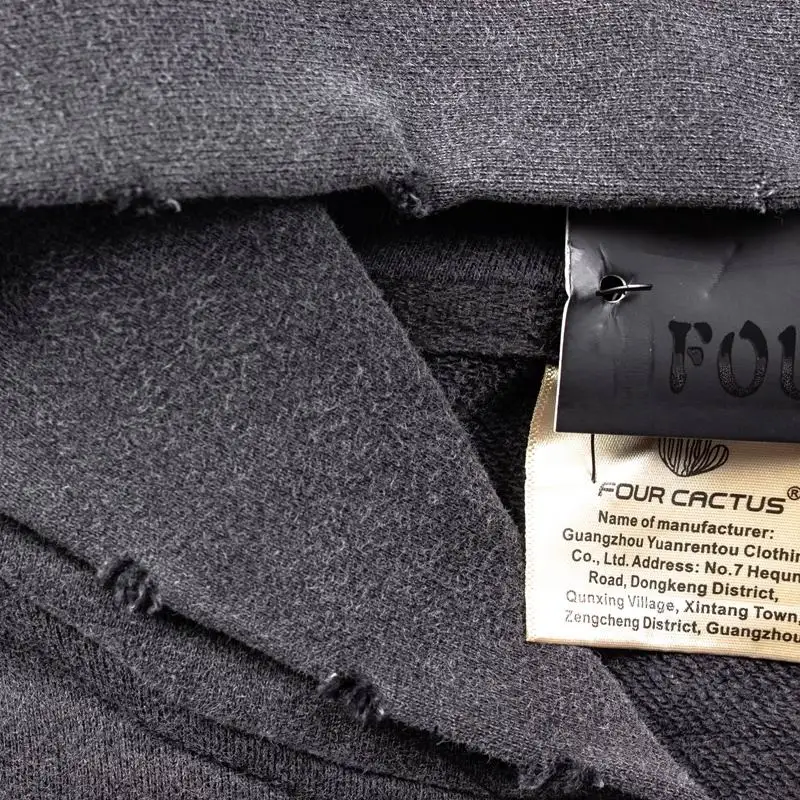 FOU
FOUR CACTUS®
Name of manufacturer:
Guangzhou Yuanrentou Clothin
Co., Ltd. Address: No.7 Hequn
Road, Dongkeng District,
Qunxing Village, Xintang Town,
Zengcheng District, Guangzhou